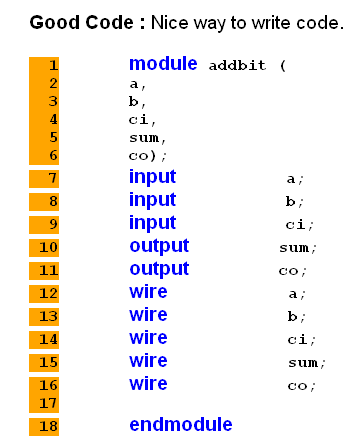 Good Code : Nice way to write code.
1 module addbit (
2 a,
3 b,
4 ci,
5 sum,
6 co);
7 input a;
8 input b;
9 input ci;
10 output sum;
11 output co;
12 wire a;
13 wire b;
14 wire ci;
15 wire sum;
16 wire co;
17
18 endmodule